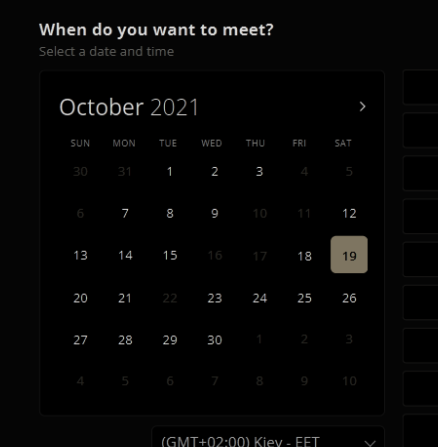 When do you want to meet?
Select a date and time
October 2021
SUN MON TUE WED THU FRI SAT
30 31 1 2 3 4 5
6 7 8 9 10 11 12
13 14 15 16 17 18 19
20 21 22 23 24 25 26
27 28 29 30 1 2 3
4 5 6 7 8 9 10
(GMT+02:00) Kiev - EET